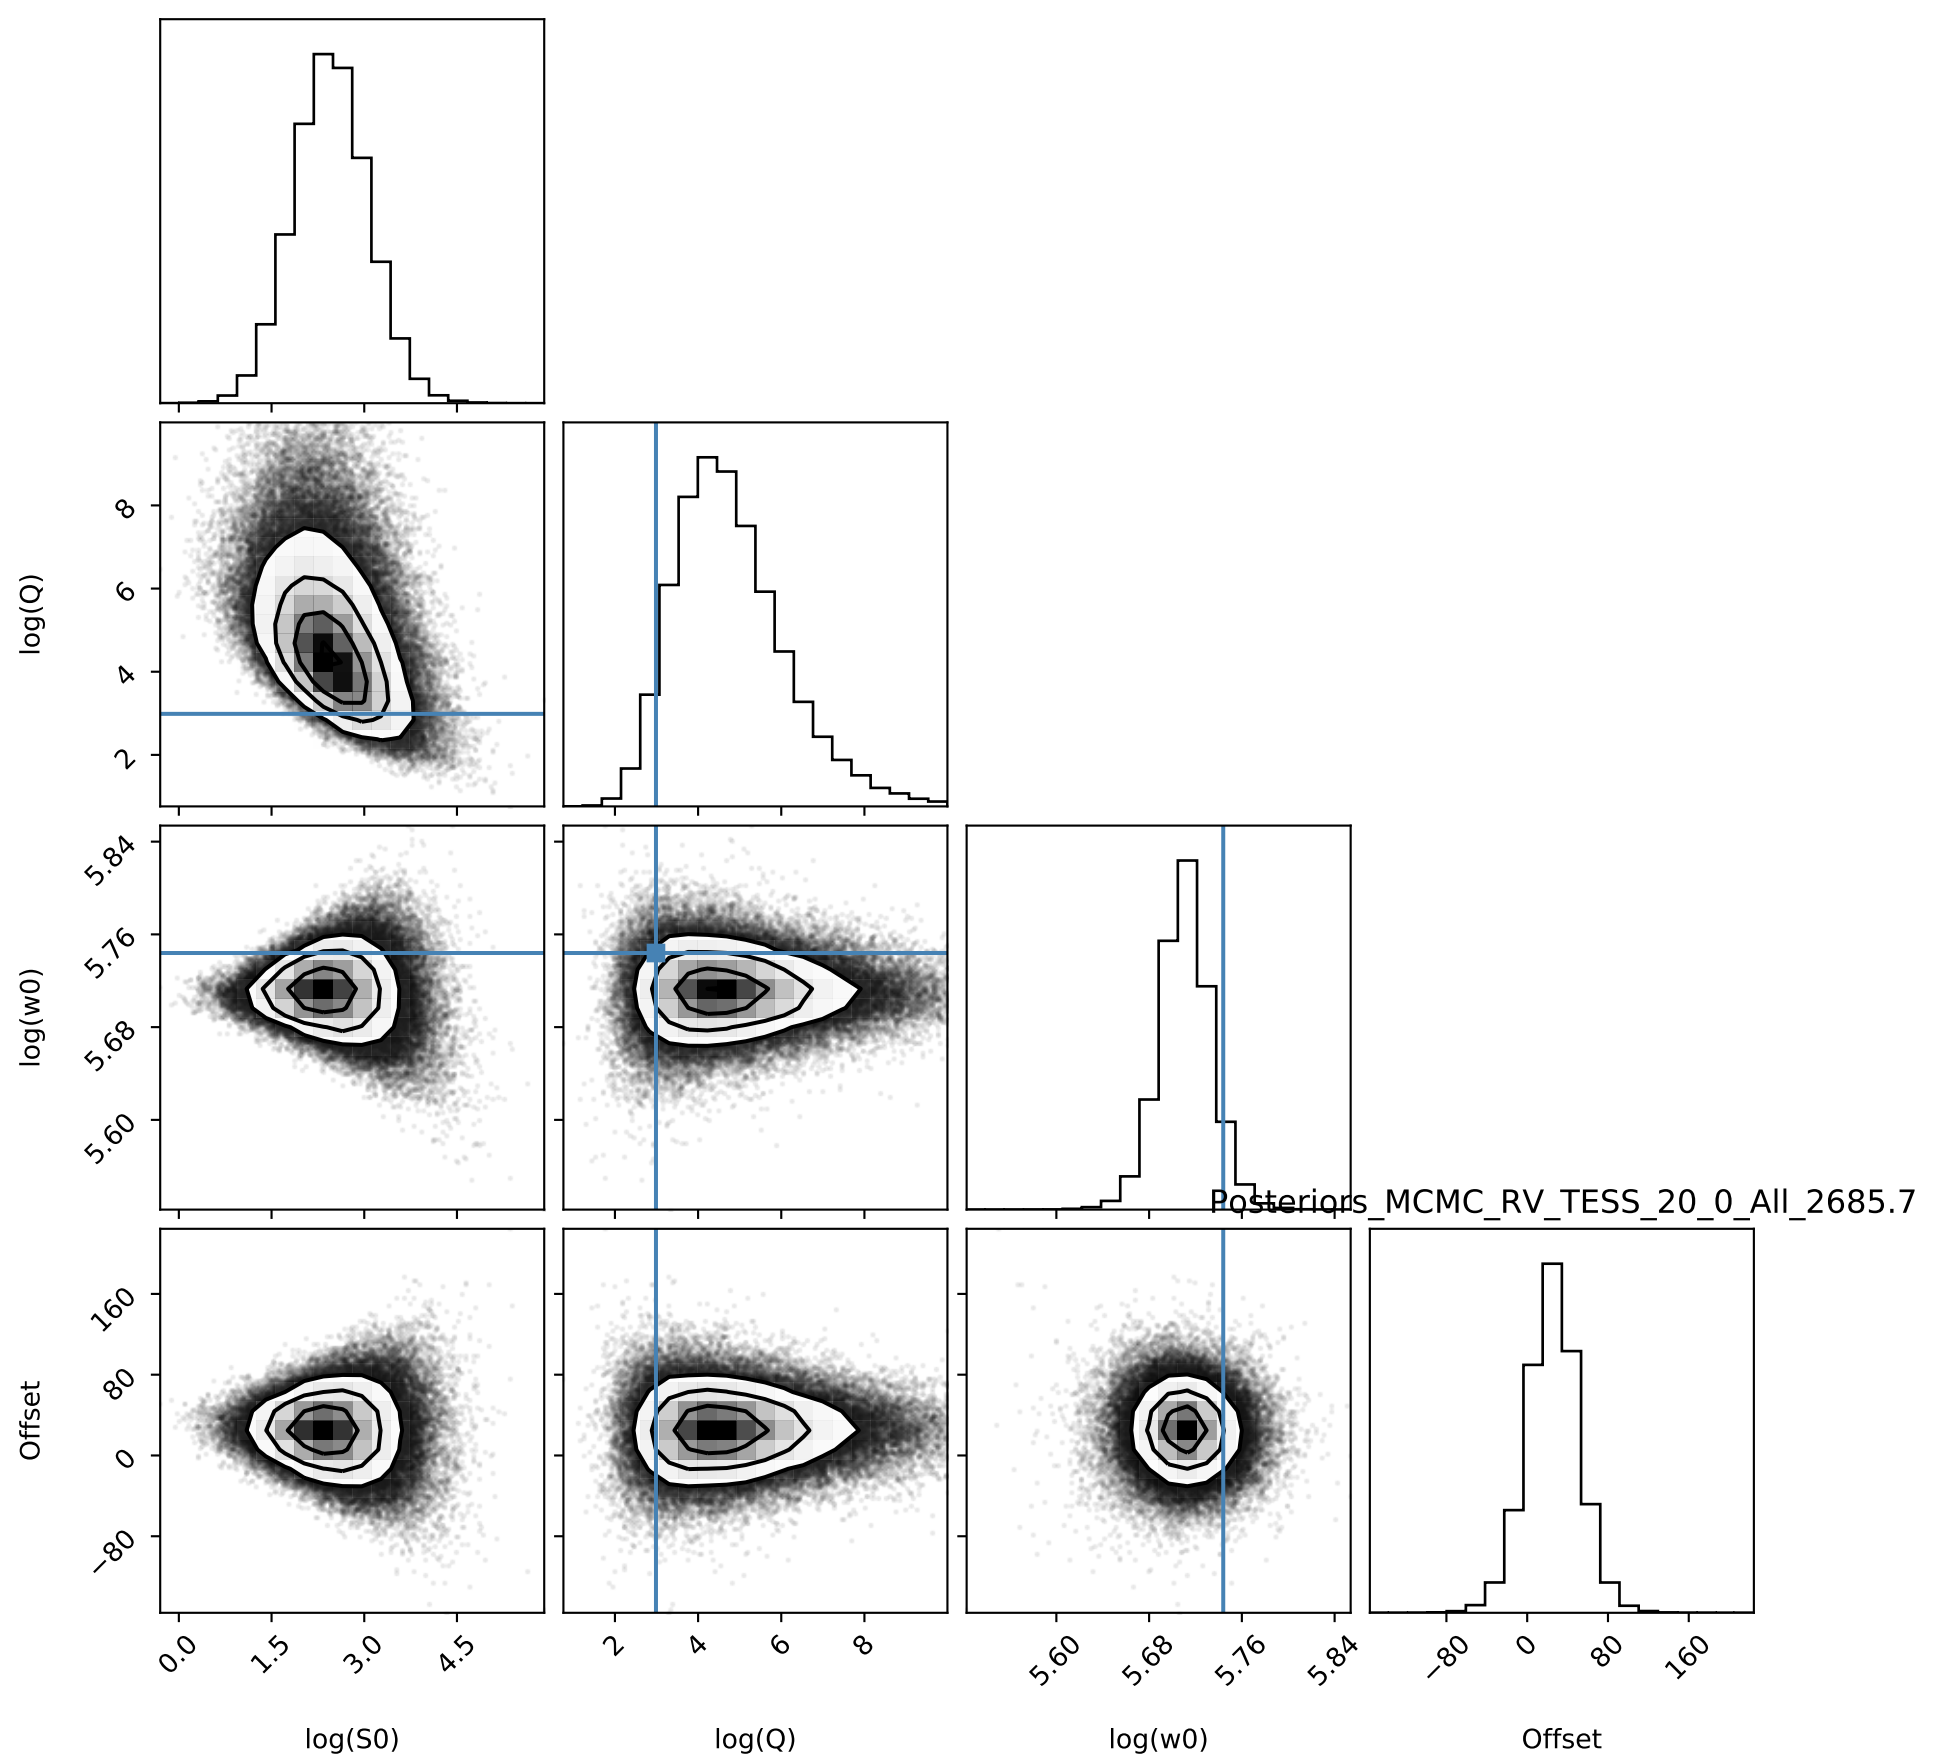 log(Q)
8
6
4
2
log(w0)
5.84
5.76
5.68
5.60
Posteriors_MCMC_RV_TESS_20_0_All_2685.7
Offset
160
80
0
−80
0.0 1.5 3.0 4.5 2 4 6 8 5.60 5.68 5.76 5.84 −80 0 80 160
log(S0) log(Q) log(w0) Offset